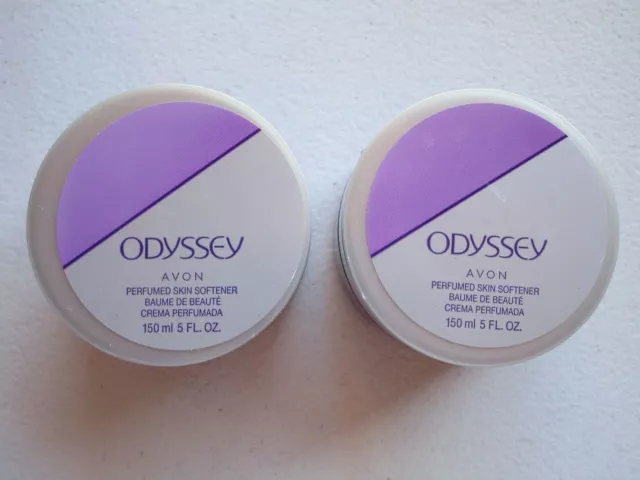 ODYSSEY
AVON
PERFUMED SKIN SOFTENER
BAUME DE BEAUTÉ
CREMA PERFUMADA
150 ml 5 FL. OZ.
ODYSSEY
AVON
PERFUMED SKIN SOFTENER
BAUME DE BEAUTÉ
CREMA PERFUMADA
150 ml 5 FL. OZ.